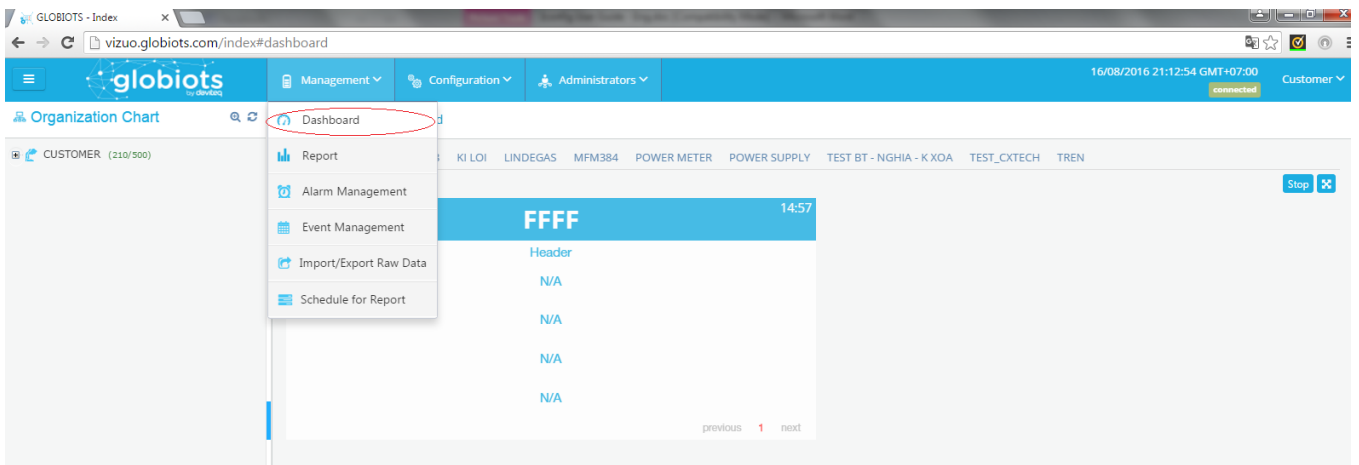 GLOBIOTS - Index
vizuo.globiots.com/index#dashboard
globiots
by daviteq
Management
Configuration
Administrators
16/08/2016 21:12:54 GMT+07:00
connected
Customer
Organization Chart
CUSTOMER (210/500)
Dashboard
Report
Alarm Management
Event Management
Import/Export Raw Data
Schedule for Report
KI LOI LINDEGAS MFM384 POWER METER POWER SUPPLY TEST BT - NGHIA - K XOA TEST_CXTECH TREN
Stop
FFFF
14:57
Header
N/A
N/A
N/A
N/A
previous 1 next